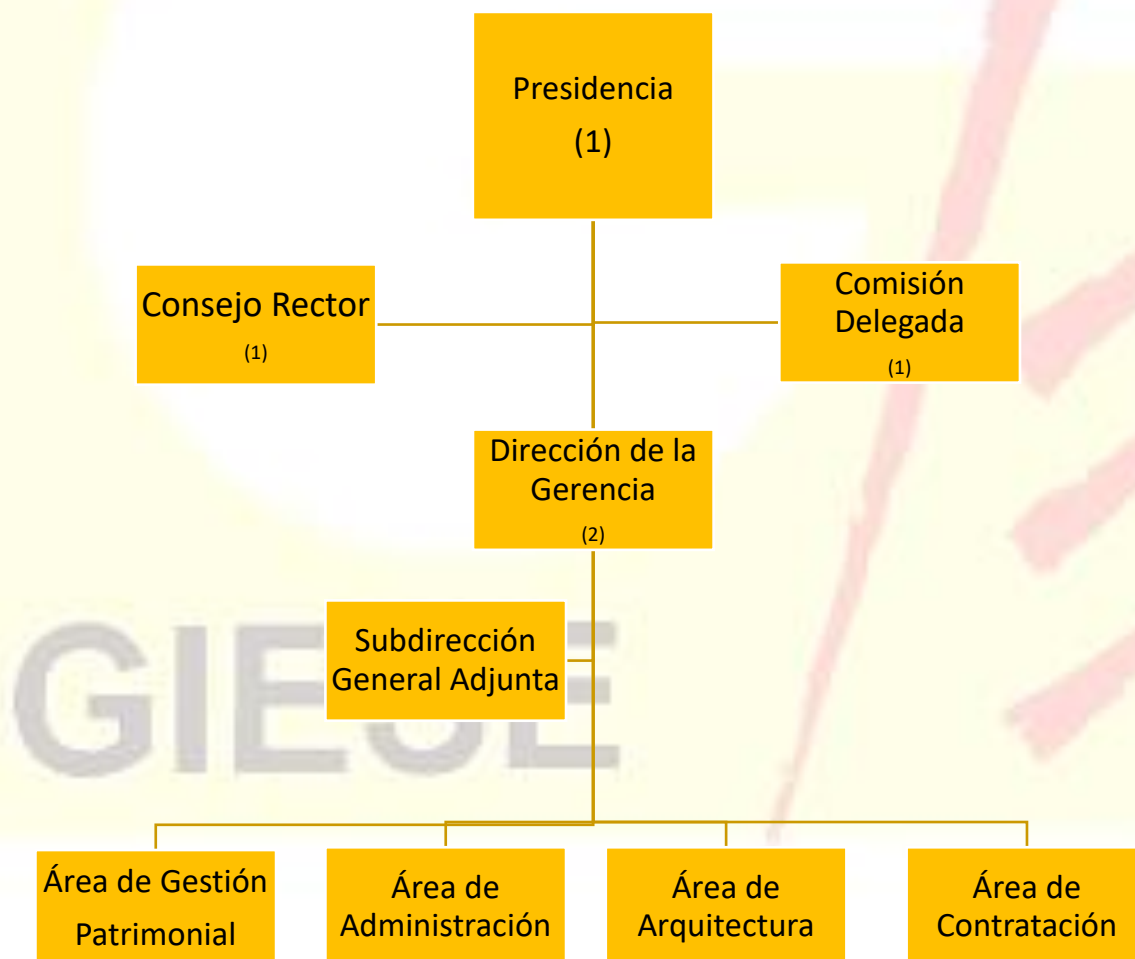 Presidencia
(1)
Consejo Rector
(1)
Comisión
Delegada
(1)
Dirección de la
Gerencia
(2)
Subdirección
General Adjunta
GIESE
Área de Gestión
Patrimonial
Área de
Administración
Área de
Arquitectura
Área de
Contratación